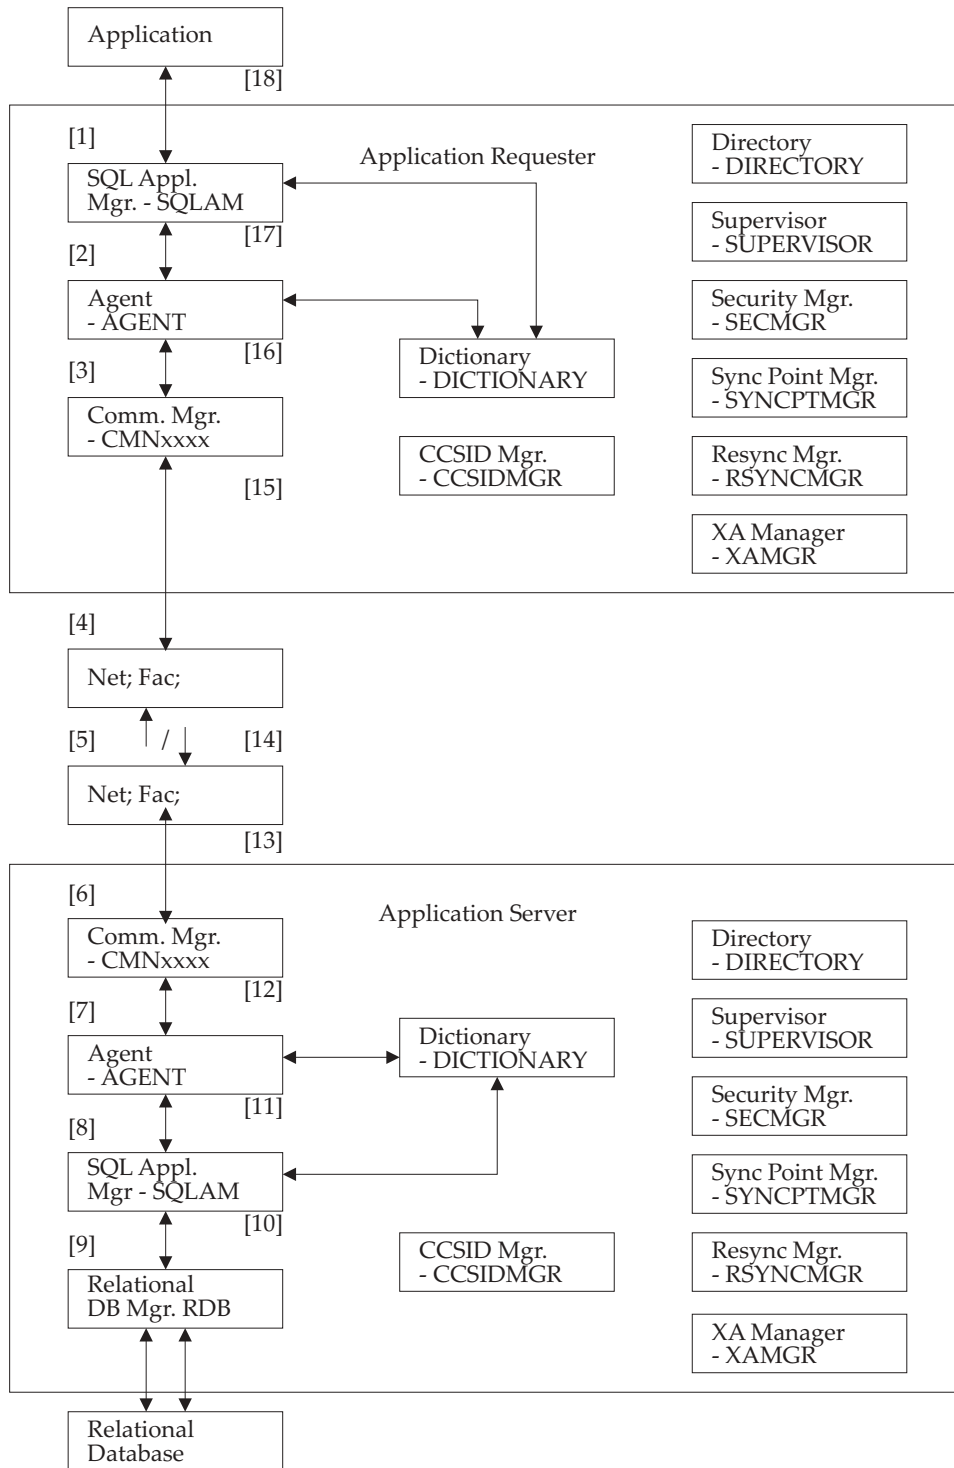 Application
[18]
[1]
Application Requester
Directory
- DIRECTORY
SQL Appl.
Mgr. - SQLAM
[17]
Supervisor
- SUPERVISOR
[2]
Agent
- AGENT
[16]
Security Mgr.
- SECMGR
[3]
Dictionary
- DICTIONARY
Sync Point Mgr.
- SYNCPTMGR
Comm. Mgr.
- CMNxxxx
[15]
CCSID Mgr.
- CCSIDMGR
Resync Mgr.
- RSYNCMGR
XA Manager
- XAMGR
[4]
Net; Fac;
[5]
/
[14]
Net; Fac;
[13]
[6]
Application Server
Comm. Mgr.
- CMNxxxx
[12]
Directory
- DIRECTORY
[7]
Agent
- AGENT
[11]
Dictionary
- DICTIONARY
Supervisor
- SUPERVISOR
Security Mgr.
- SECMGR
[8]
SQL Appl.
Mgr - SQLAM
[10]
Sync Point Mgr.
- SYNCPTMGR
[9]
CCSID Mgr.
- CCSIDMGR
Resync Mgr.
- RSYNCMGR
Relational
DB Mgr. RDB
XA Manager
- XAMGR
Relational
Database